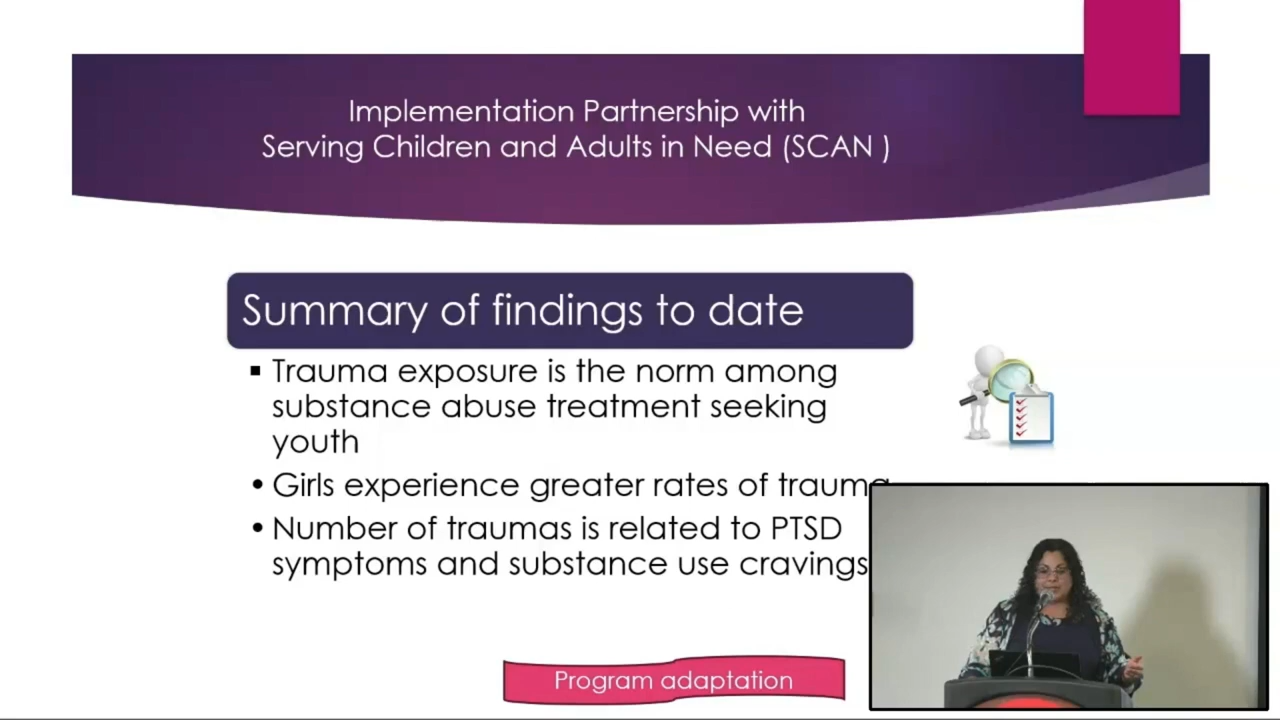 Implementation Partnership with
Serving Children and Adults in Need (SCAN )
Summary of findings to date
▪ Trauma exposure is the norm among
substance abuse treatment seeking
youth
• Girls experience greater rates of trauma
• Number of traumas is related to PTSD
symptoms and substance use cravings
Program adaptation